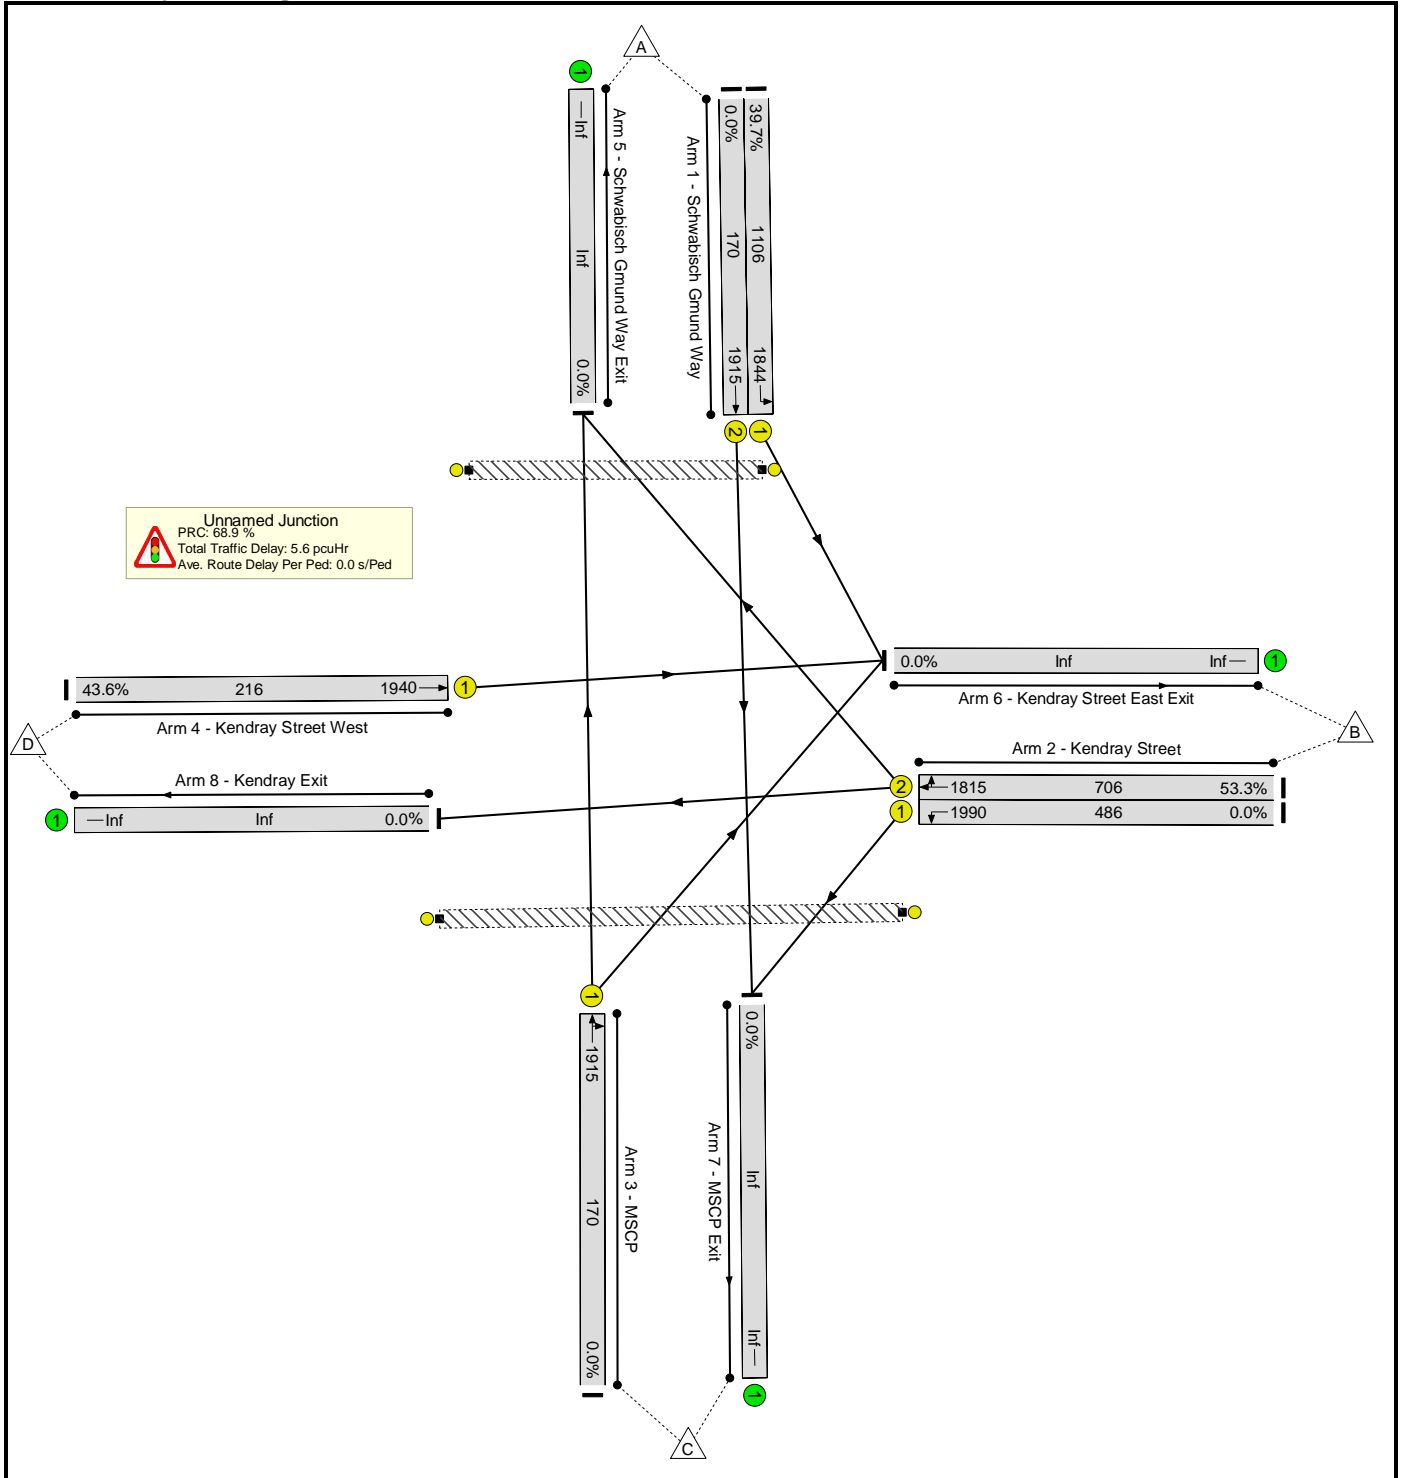 A
1
Inf
Inf
0.0%
Arm 5 - Schwabisch Gmund Way Exit
Arm 1 - Schwabisch Gmund Way
0.0%
170
1915
39.7%
1106
1844
2
1
Unnamed Junction
PRC: 68.9 %
Total Traffic Delay: 5.6 pcuHr
Ave. Route Delay Per Ped: 0.0 s/Ped
43.6% 216 1940
1
Arm 4 - Kendray Street West
D
Arm 8 - Kendray Exit
1
Inf Inf 0.0%
0.0% Inf Inf
1
Arm 6 - Kendray Street East Exit
B
Arm 2 - Kendray Street
2
1815 706 53.3%
1
1990 486 0.0%
1
1915
170
0.0%
Arm 3 - MSCP
Arm 7 - MSCP Exit
0.0%
Inf
Inf
1
C